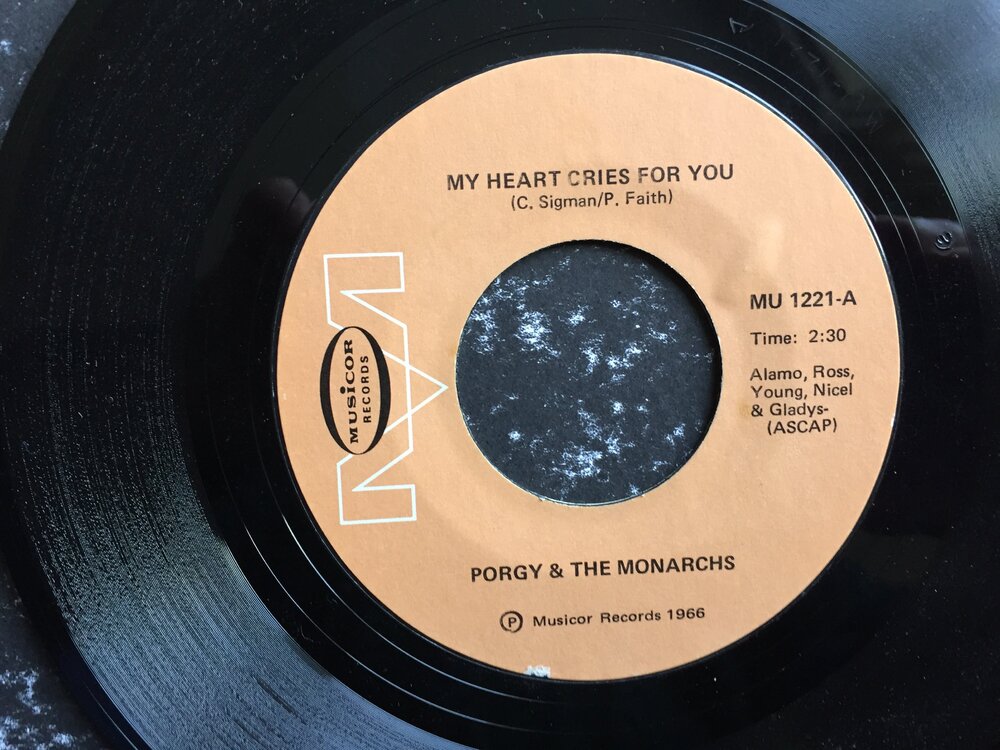 MY HEART CRIES FOR YOU
(C. Sigman/P. Faith)
MUSICOR
RECORDS
MU 1221-A
Time: 2:30
Alamo, Ross,
Young, Nicel
& Gladys-
(ASCAP)
PORGY & THE MONARCHS
Ⓟ Musicor Records 1966